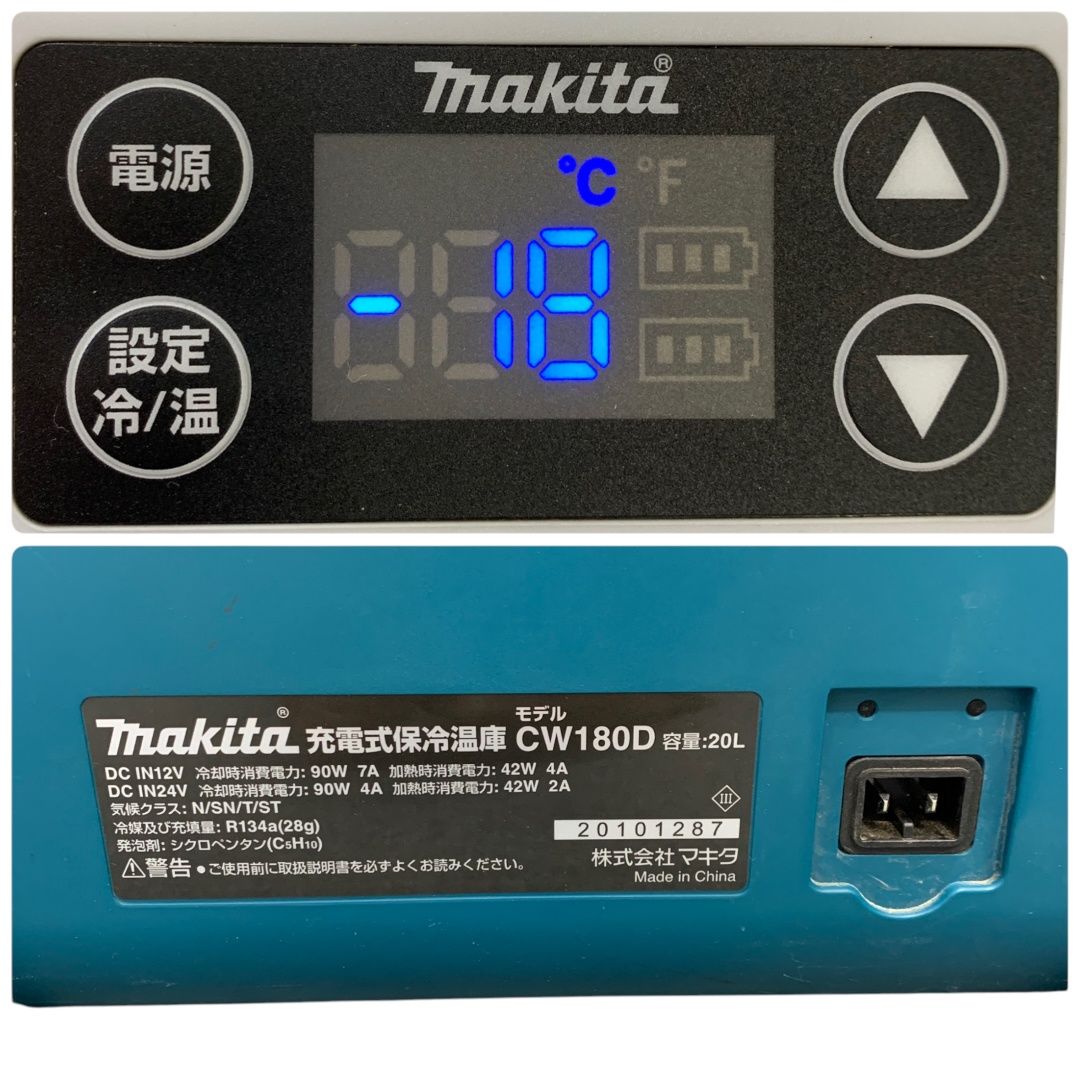 makita®
電源
°C °F
-18
設定
冷/温
makita® 充電式保冷温庫 モデル CW180D 容量:20L
DC IN12V 冷却時消費電力: 90W 7A 加熱時消費電力: 42W 4A
DC IN24V 冷却時消費電力: 90W 4A 加熱時消費電力: 42W 2A
気候クラス: N/SN/T/ST
冷媒及び充填量: R134a(28g)
発泡剤: シクロペンタン(C5H10)
⚠警告 ●ご使用前に取扱説明書を必ずよくお読みください。
III
20101287
株式会社マキタ
Made in China